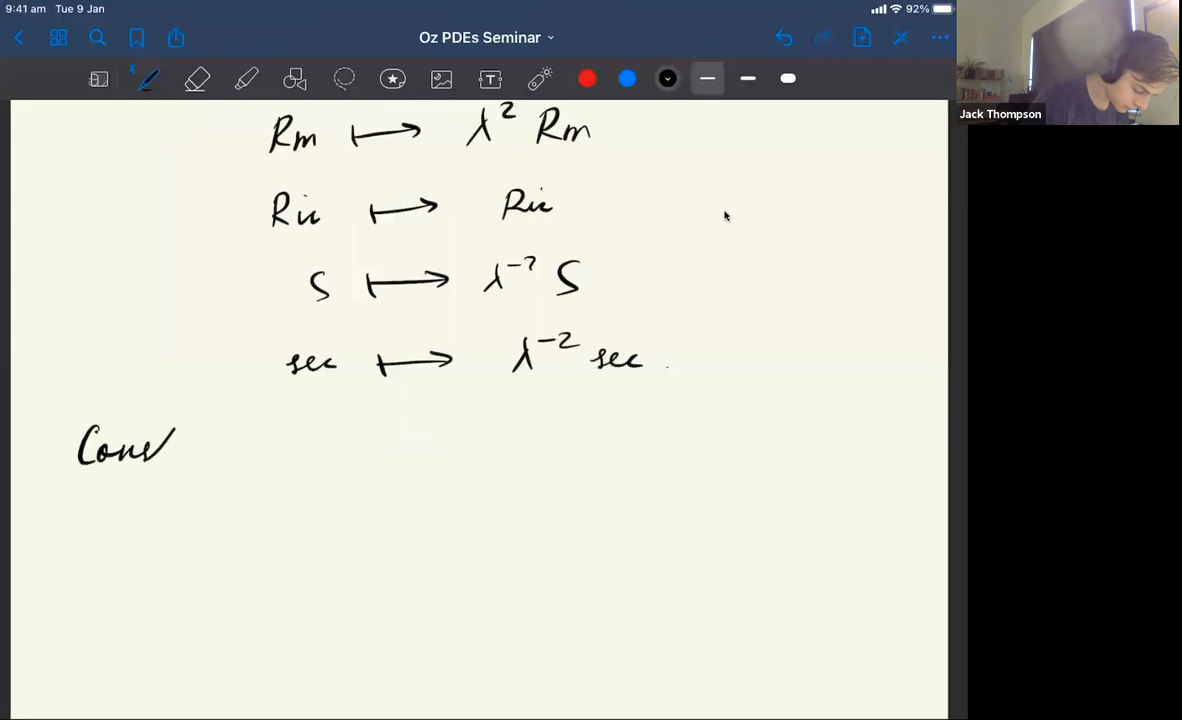 9:41 am Tue 9 Jan
92%
Oz PDEs Seminar
Jack Thompson
Rm ⟼ λ² Rm
Ric ⟼ Ric
S ⟼ λ⁻² S
sec ⟼ λ⁻² sec.
Conv